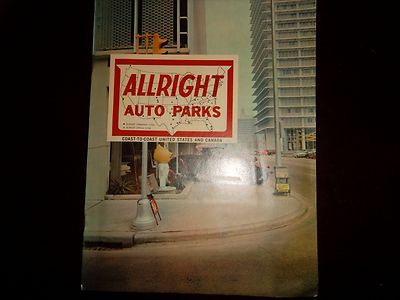 ALLRIGHT
AUTO PARKS
COAST-TO-COAST UNITED STATES AND CANADA